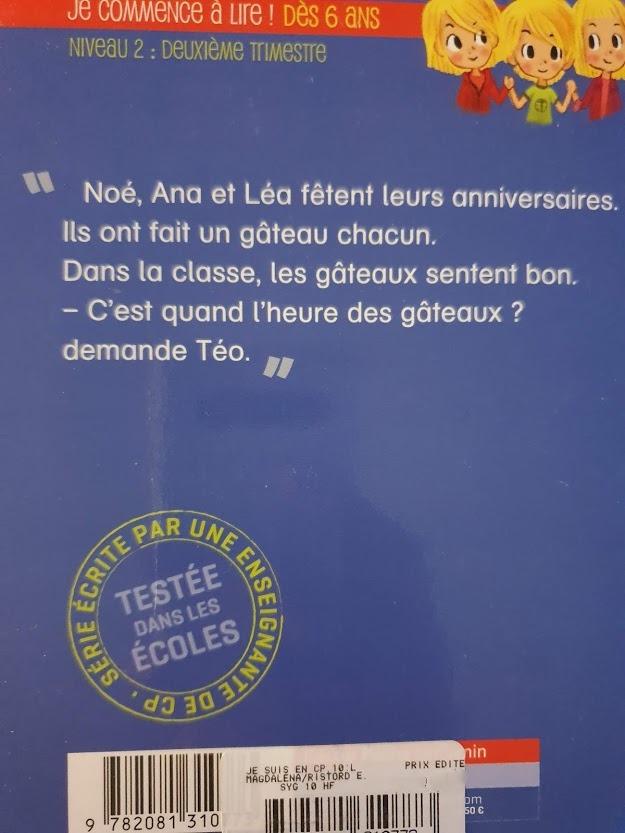 Je commence à lire ! Dès 6 ans
Niveau 2 : Deuxième trimestre
" Noé, Ana et Léa fêtent leurs anniversaires.
Ils ont fait un gâteau chacun.
Dans la classe, les gâteaux sentent bon.
– C'est quand l'heure des gâteaux ?
demande Téo. "
SÉRIE ÉCRITE PAR UNE ENSEIGNANTE DE CP •
TESTÉE
DANS LES
ÉCOLES
JE SUIS EN CP 10:L PRIX EDITE
MAGDALENA/RISTORD E.
SYG 10 HF
9 782081 310